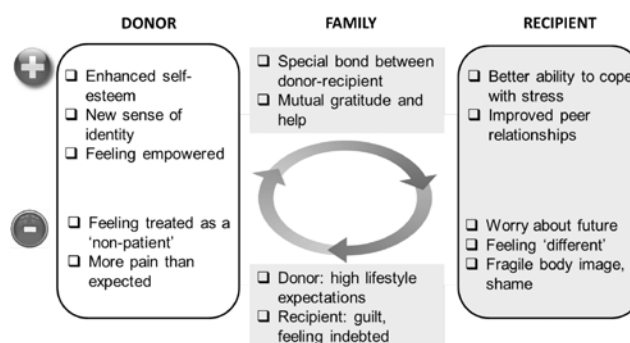 DONOR
FAMILY
RECIPIENT
+
❑ Enhanced self-
esteem
❑ New sense of
identity
❑ Feeling empowered
❑ Special bond between
donor-recipient
❑ Mutual gratitude and
help
❑ Better ability to cope
with stress
❑ Improved peer
relationships
-
❑ Feeling treated as a
‘non-patient’
❑ More pain than
expected
❑ Donor: high lifestyle
expectations
❑ Recipient: guilt,
feeling indebted
❑ Worry about future
❑ Feeling ‘different’
❑ Fragile body image,
shame